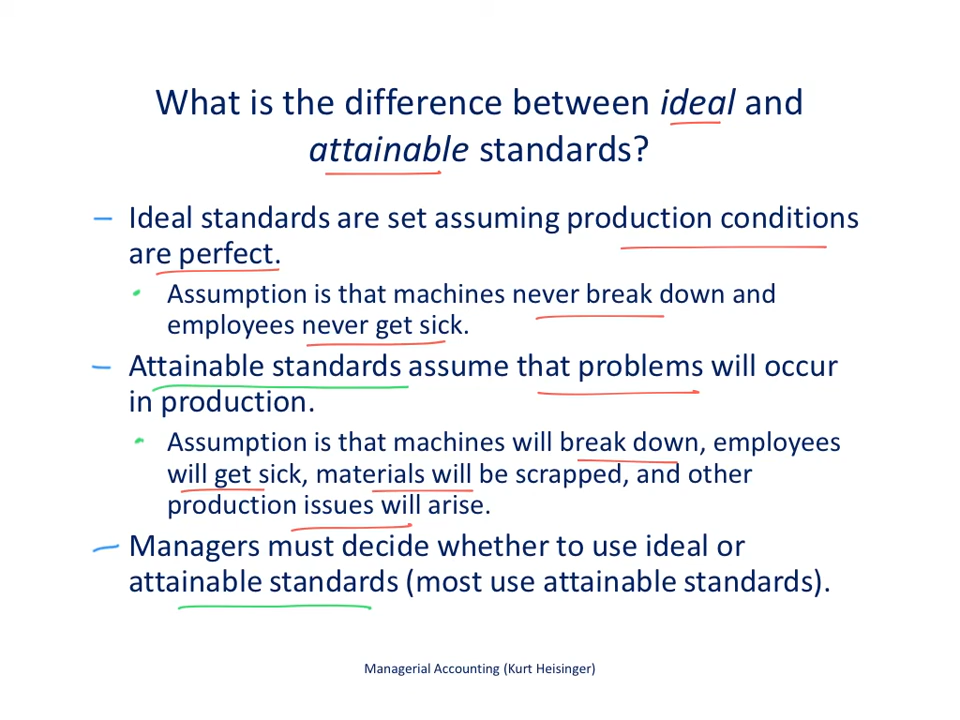 What is the difference between ideal and
attainable standards?
– Ideal standards are set assuming production conditions
are perfect.
• Assumption is that machines never break down and
employees never get sick.
– Attainable standards assume that problems will occur
in production.
• Assumption is that machines will break down, employees
will get sick, materials will be scrapped, and other
production issues will arise.
– Managers must decide whether to use ideal or
attainable standards (most use attainable standards).
Managerial Accounting (Kurt Heisinger)